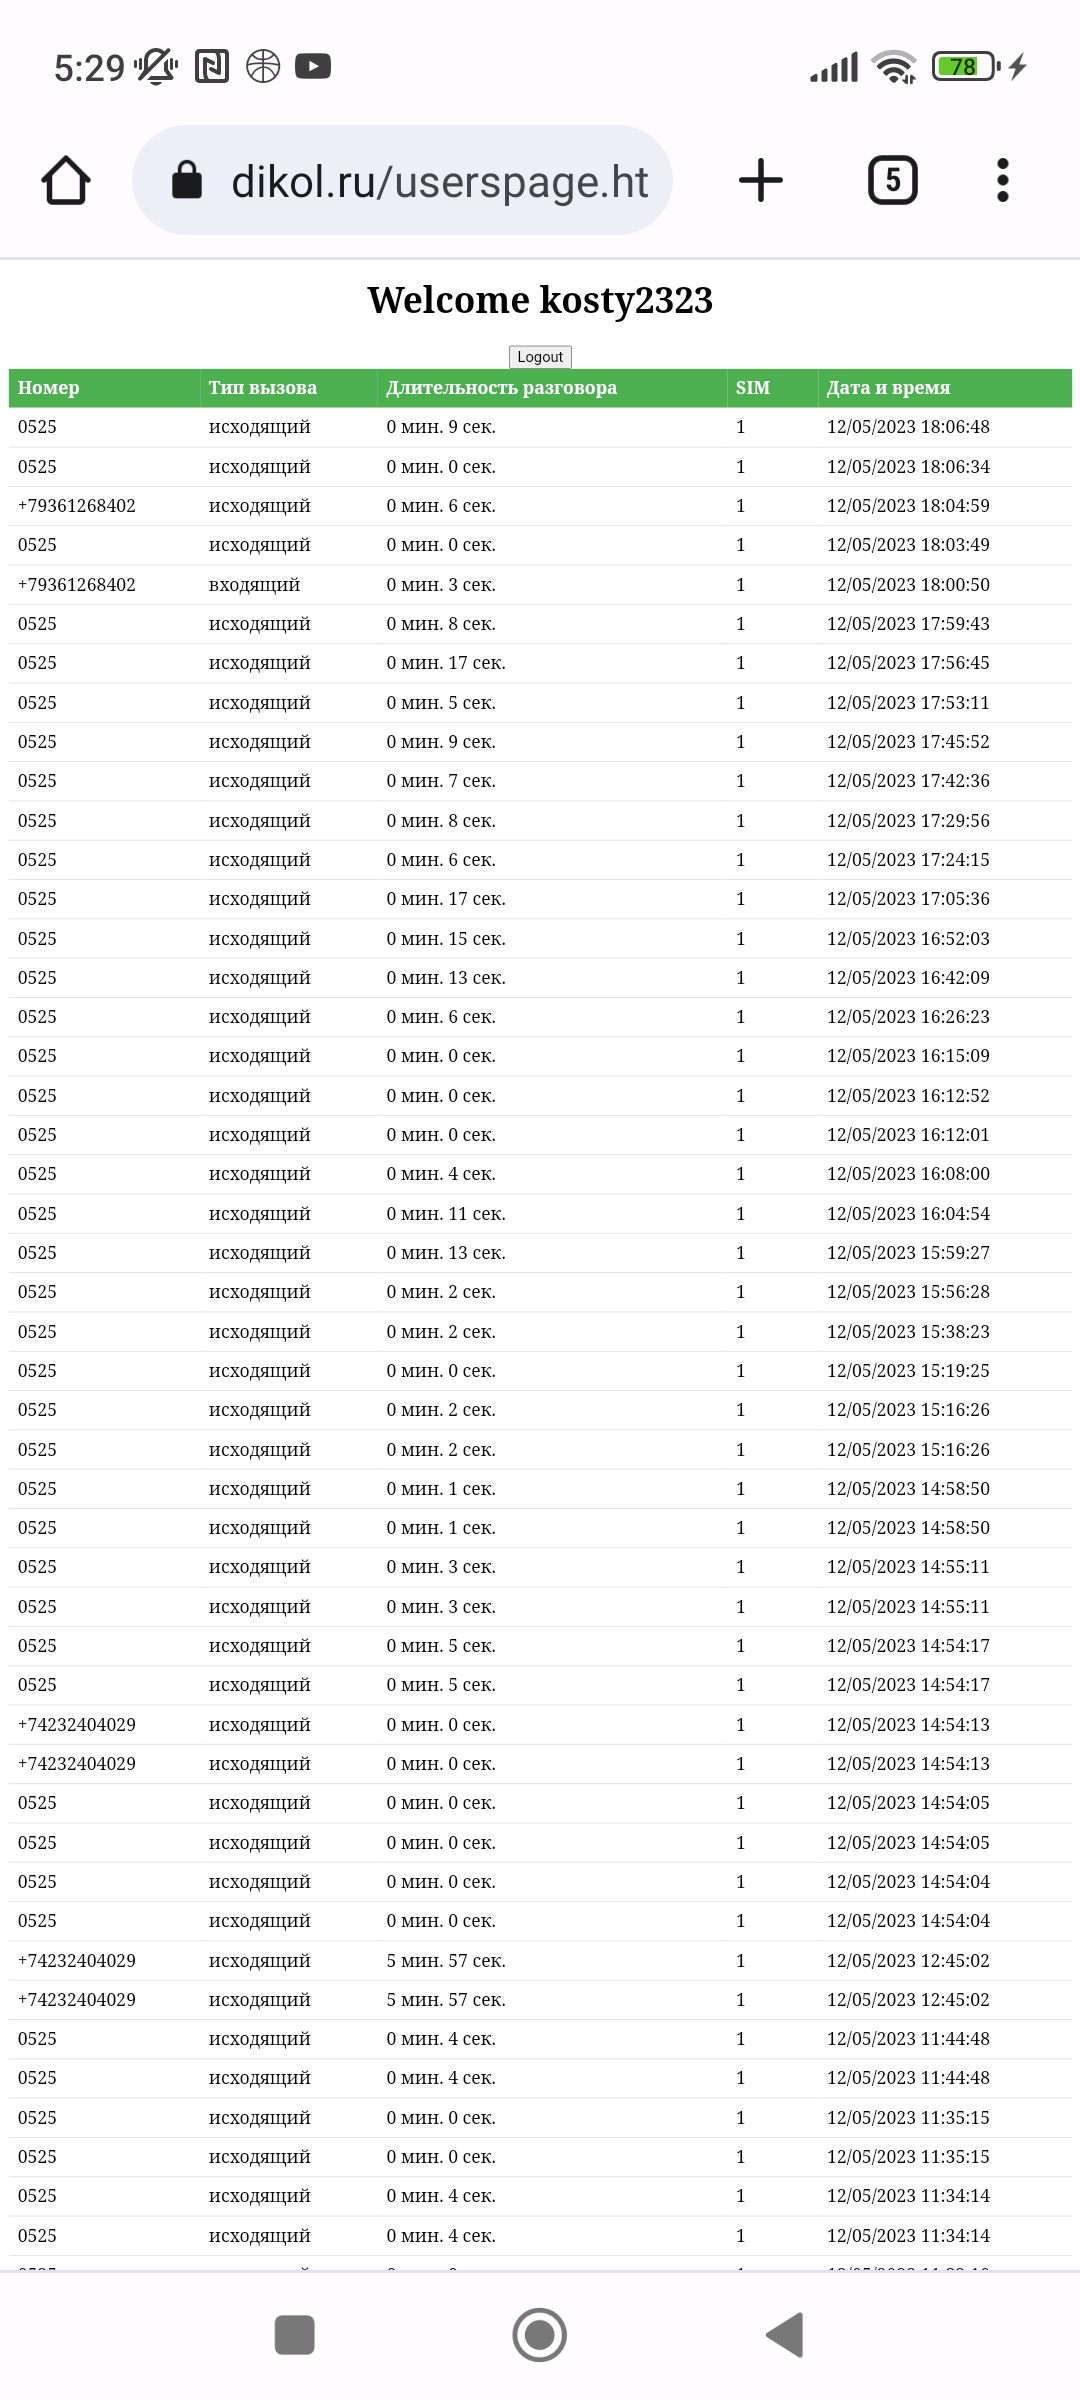 5:29
78
dikol.ru/userspage.ht
5
Welcome kosty2323
Logout
Номер Тип вызова Длительность разговора SIM Дата и время
0525 исходящий 0 мин. 9 сек. 1 12/05/2023 18:06:48
0525 исходящий 0 мин. 0 сек. 1 12/05/2023 18:06:34
+79361268402 исходящий 0 мин. 6 сек. 1 12/05/2023 18:04:59
0525 исходящий 0 мин. 0 сек. 1 12/05/2023 18:03:49
+79361268402 входящий 0 мин. 3 сек. 1 12/05/2023 18:00:50
0525 исходящий 0 мин. 8 сек. 1 12/05/2023 17:59:43
0525 исходящий 0 мин. 17 сек. 1 12/05/2023 17:56:45
0525 исходящий 0 мин. 5 сек. 1 12/05/2023 17:53:11
0525 исходящий 0 мин. 9 сек. 1 12/05/2023 17:45:52
0525 исходящий 0 мин. 7 сек. 1 12/05/2023 17:42:36
0525 исходящий 0 мин. 8 сек. 1 12/05/2023 17:29:56
0525 исходящий 0 мин. 6 сек. 1 12/05/2023 17:24:15
0525 исходящий 0 мин. 17 сек. 1 12/05/2023 17:05:36
0525 исходящий 0 мин. 15 сек. 1 12/05/2023 16:52:03
0525 исходящий 0 мин. 13 сек. 1 12/05/2023 16:42:09
0525 исходящий 0 мин. 6 сек. 1 12/05/2023 16:26:23
0525 исходящий 0 мин. 0 сек. 1 12/05/2023 16:15:09
0525 исходящий 0 мин. 0 сек. 1 12/05/2023 16:12:52
0525 исходящий 0 мин. 0 сек. 1 12/05/2023 16:12:01
0525 исходящий 0 мин. 4 сек. 1 12/05/2023 16:08:00
0525 исходящий 0 мин. 11 сек. 1 12/05/2023 16:04:54
0525 исходящий 0 мин. 13 сек. 1 12/05/2023 15:59:27
0525 исходящий 0 мин. 2 сек. 1 12/05/2023 15:56:28
0525 исходящий 0 мин. 2 сек. 1 12/05/2023 15:38:23
0525 исходящий 0 мин. 0 сек. 1 12/05/2023 15:19:25
0525 исходящий 0 мин. 2 сек. 1 12/05/2023 15:16:26
0525 исходящий 0 мин. 2 сек. 1 12/05/2023 15:16:26
0525 исходящий 0 мин. 1 сек. 1 12/05/2023 14:58:50
0525 исходящий 0 мин. 1 сек. 1 12/05/2023 14:58:50
0525 исходящий 0 мин. 3 сек. 1 12/05/2023 14:55:11
0525 исходящий 0 мин. 3 сек. 1 12/05/2023 14:55:11
0525 исходящий 0 мин. 5 сек. 1 12/05/2023 14:54:17
0525 исходящий 0 мин. 5 сек. 1 12/05/2023 14:54:17
+74232404029 исходящий 0 мин. 0 сек. 1 12/05/2023 14:54:13
+74232404029 исходящий 0 мин. 0 сек. 1 12/05/2023 14:54:13
0525 исходящий 0 мин. 0 сек. 1 12/05/2023 14:54:05
0525 исходящий 0 мин. 0 сек. 1 12/05/2023 14:54:05
0525 исходящий 0 мин. 0 сек. 1 12/05/2023 14:54:04
0525 исходящий 0 мин. 0 сек. 1 12/05/2023 14:54:04
+74232404029 исходящий 5 мин. 57 сек. 1 12/05/2023 12:45:02
+74232404029 исходящий 5 мин. 57 сек. 1 12/05/2023 12:45:02
0525 исходящий 0 мин. 4 сек. 1 12/05/2023 11:44:48
0525 исходящий 0 мин. 4 сек. 1 12/05/2023 11:44:48
0525 исходящий 0 мин. 0 сек. 1 12/05/2023 11:35:15
0525 исходящий 0 мин. 0 сек. 1 12/05/2023 11:35:15
0525 исходящий 0 мин. 4 сек. 1 12/05/2023 11:34:14
0525 исходящий 0 мин. 4 сек. 1 12/05/2023 11:34:14